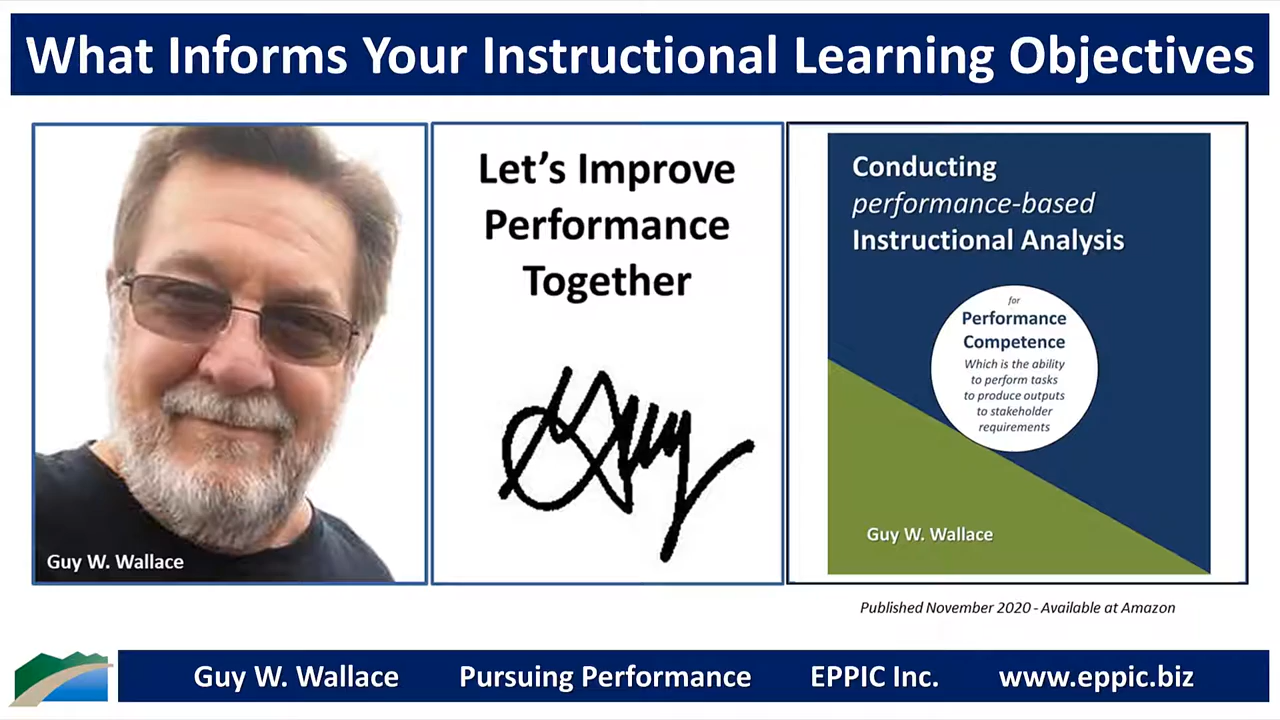 What Informs Your Instructional Learning Objectives
Guy W. Wallace
Let's Improve
Performance
Together
Guy
Conducting
performance-based
Instructional Analysis
for
Performance
Competence
Which is the ability
to perform tasks
to produce outputs
to stakeholder
requirements
Guy W. Wallace
Published November 2020 - Available at Amazon
Guy W. Wallace Pursuing Performance EPPIC Inc. www.eppic.biz